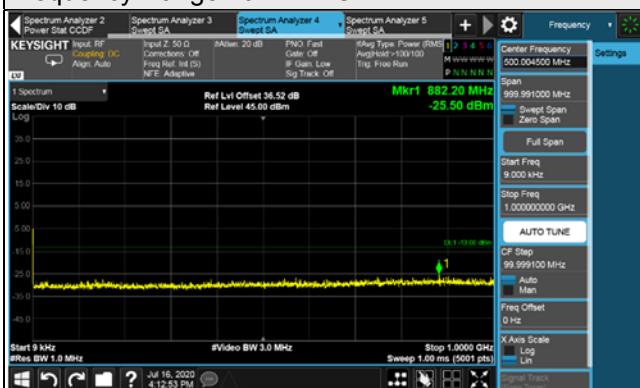 Spectrum Analyzer 2
Power Stat CCDF
Spectrum Analyzer 3
Swept SA
Spectrum Analyzer 4
Swept SA
Spectrum Analyzer 5
Swept SA
+
Frequency
KEYSIGHT
Input: RF
Coupling: DC
Align: Auto
Input Z: 50 Ω
Corrections: Off
Freq Ref: Int (S)
NFE: Adaptive
#Atten: 20 dB
PNO: Fast
Gate: Off
IF Gain: Low
Sig Track: Off
#Avg Type: Power (RMS
Avg|Hold:>100/100
Trig: Free Run
1 2 3 4 5 6
M W W W W W
P N N N N N
LXI
1 Spectrum
Scale/Div 10 dB
Log
Ref Lvl Offset 36.52 dB
Ref Level 45.00 dBm
Mkr1 882.20 MHz
-25.50 dBm
35.0
25.0
15.0
5.00
-5.00
-15.0
-25.0
-35.0
-45.0
DL1 -19.00 dBm
1
Start 9 kHz
#Res BW 1.0 MHz
#Video BW 3.0 MHz
Stop 1.0000 GHz
Sweep 1.00 ms (5001 pts)
Jul 16, 2020
4:12:53 PM
Center Frequency
500.004500 MHz
Span
999.991000 MHz
Swept Span
Zero Span
Full Span
Start Freq
9.000 kHz
Stop Freq
1.000000000 GHz
AUTO TUNE
CF Step
99.999100 MHz
Auto
Man
Freq Offset
0 Hz
X Axis Scale
Log
Lin
Signal Track
Settings